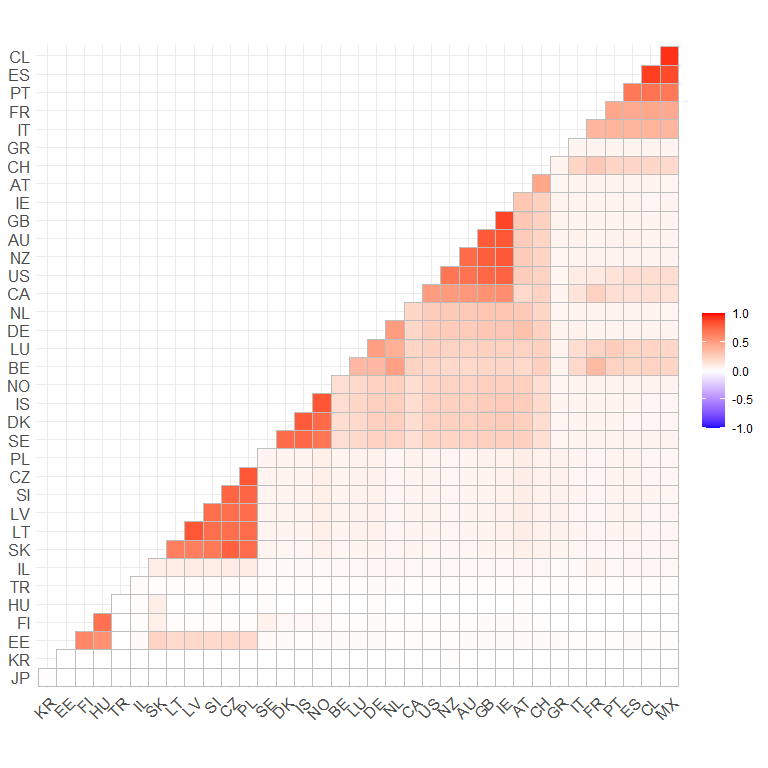 CL
ES
PT
FR
IT
GR
CH
AT
IE
GB
AU
NZ
US
CA
NL
DE
LU
BE
NO
IS
DK
SE
PL
CZ
SI
LV
LT
SK
IL
TR
HU
FI
EE
KR
JP
KR
EE
FI
HU
TR
IL
SK
LT
LV
SI
CZ
PL
SE
DK
IS
NO
BE
LU
DE
NL
CA
US
NZ
AU
GB
IE
AT
CH
GR
IT
FR
PT
ES
CL
MX
1.0
0.5
0.0
-0.5
-1.0